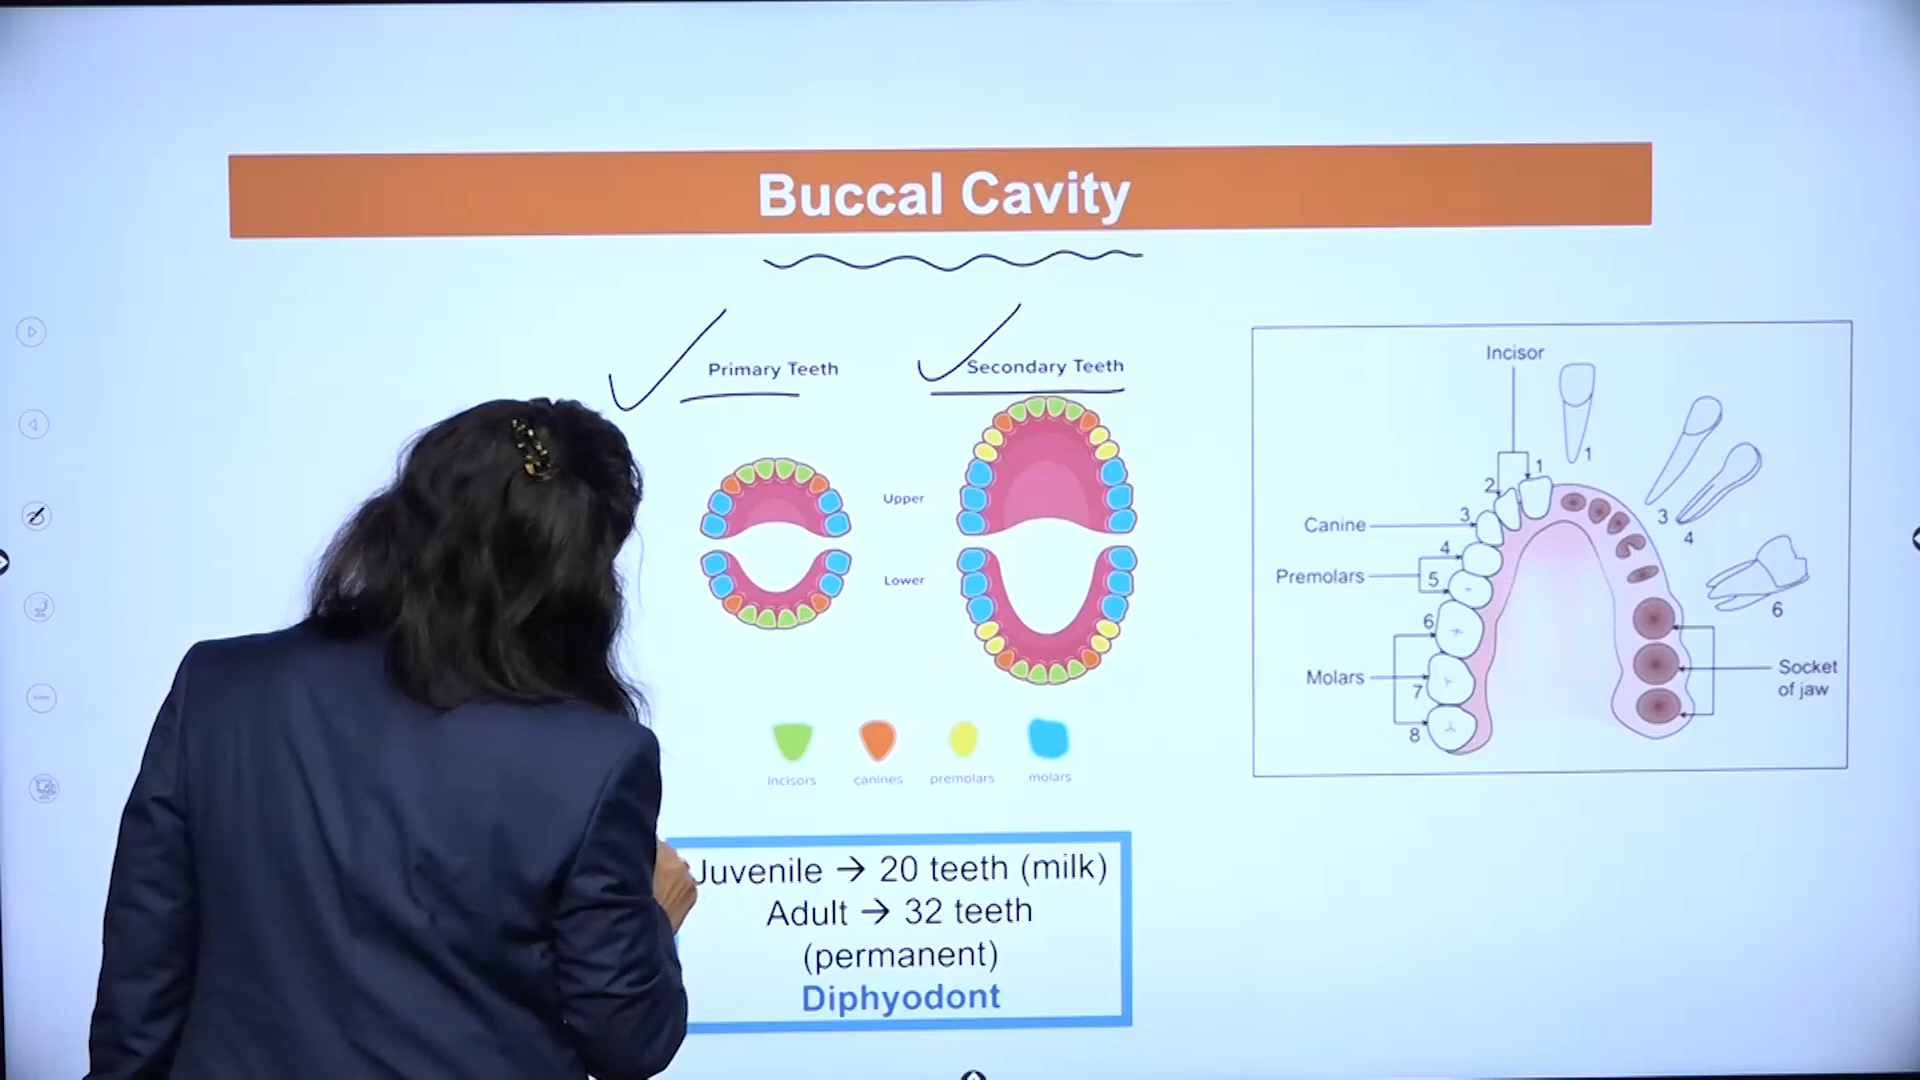 Buccal Cavity
Primary Teeth
Secondary Teeth
Upper
Lower
incisors
canines
premolars
molars
Juvenile → 20 teeth (milk)
Adult → 32 teeth
(permanent)
Diphyodont
Incisor
1
1
2
3
Canine
3
4
4
Premolars
5
6
6
Molars
7
8
Socket
of jaw